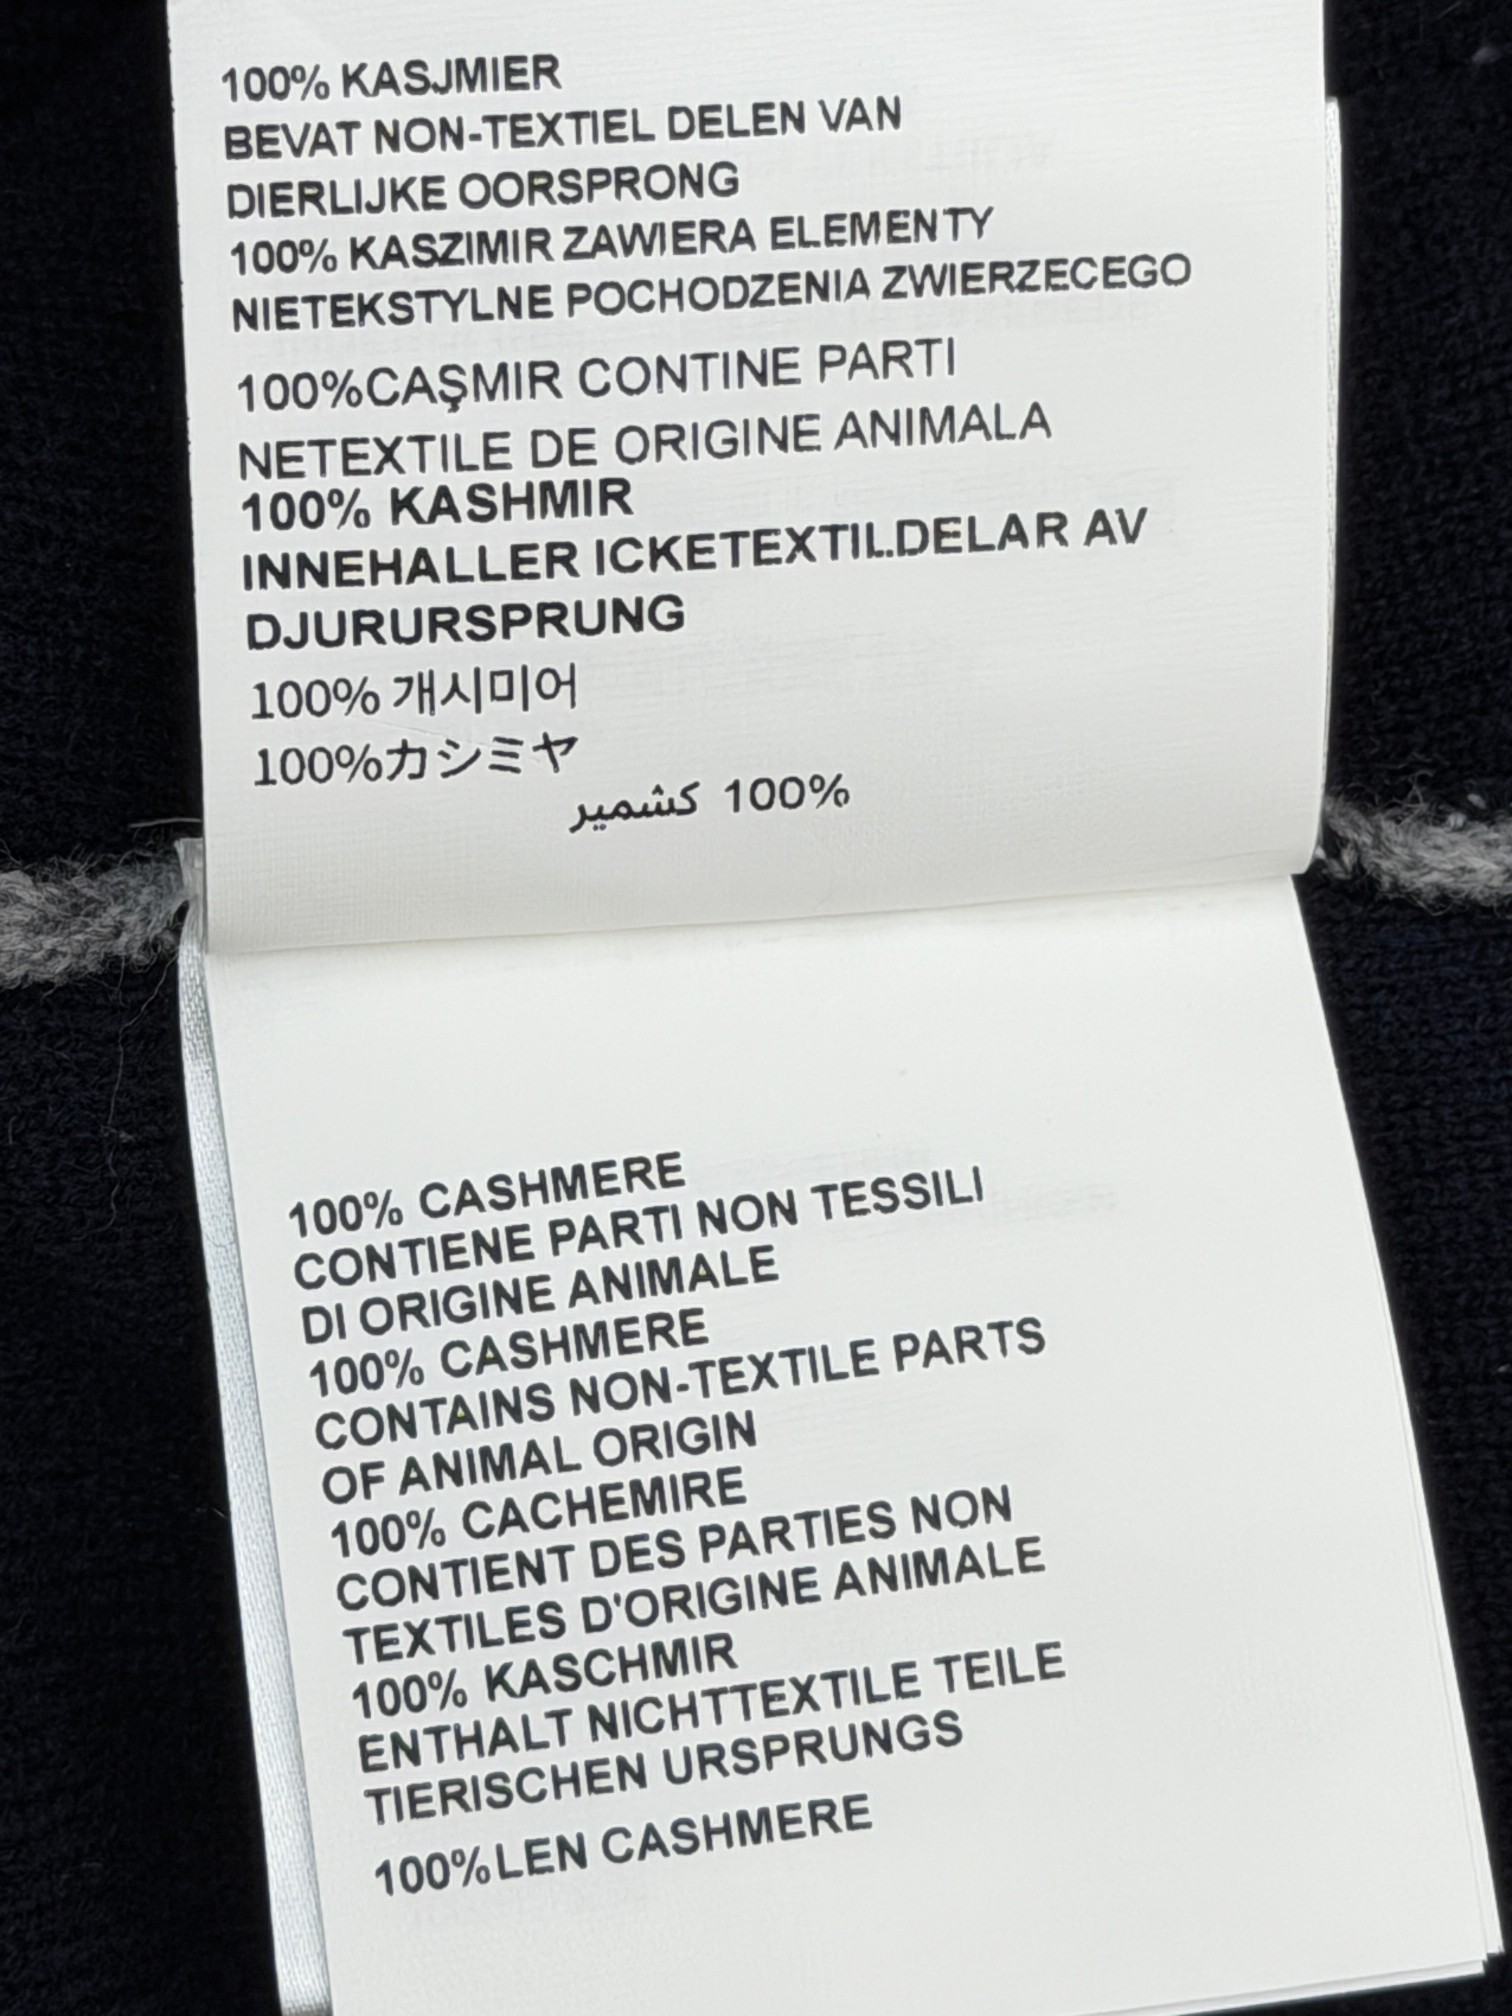 100% KASJMIER
BEVAT NON-TEXTIEL DELEN VAN
DIERLIJKE OORSPRONG
100% KASZIMIR ZAWIERA ELEMENTY
NIETEKSTYLNE POCHODZENIA ZWIERZECEGO
100%CAŞMIR CONTINE PARTI
NETEXTILE DE ORIGINE ANIMALA
100% KASHMIR
INNEHALLER ICKETEXTIL.DELAR AV
DJURURSPRUNG
100% 개시미어
100%カシミヤ
100% كشمير
100% CASHMERE
CONTIENE PARTI NON TESSILI
DI ORIGINE ANIMALE
100% CASHMERE
CONTAINS NON-TEXTILE PARTS
OF ANIMAL ORIGIN
100% CACHEMIRE
CONTIENT DES PARTIES NON
TEXTILES D'ORIGINE ANIMALE
100% KASCHMIR
ENTHALT NICHTTEXTILE TEILE
TIERISCHEN URSPRUNGS
100%LEN CASHMERE